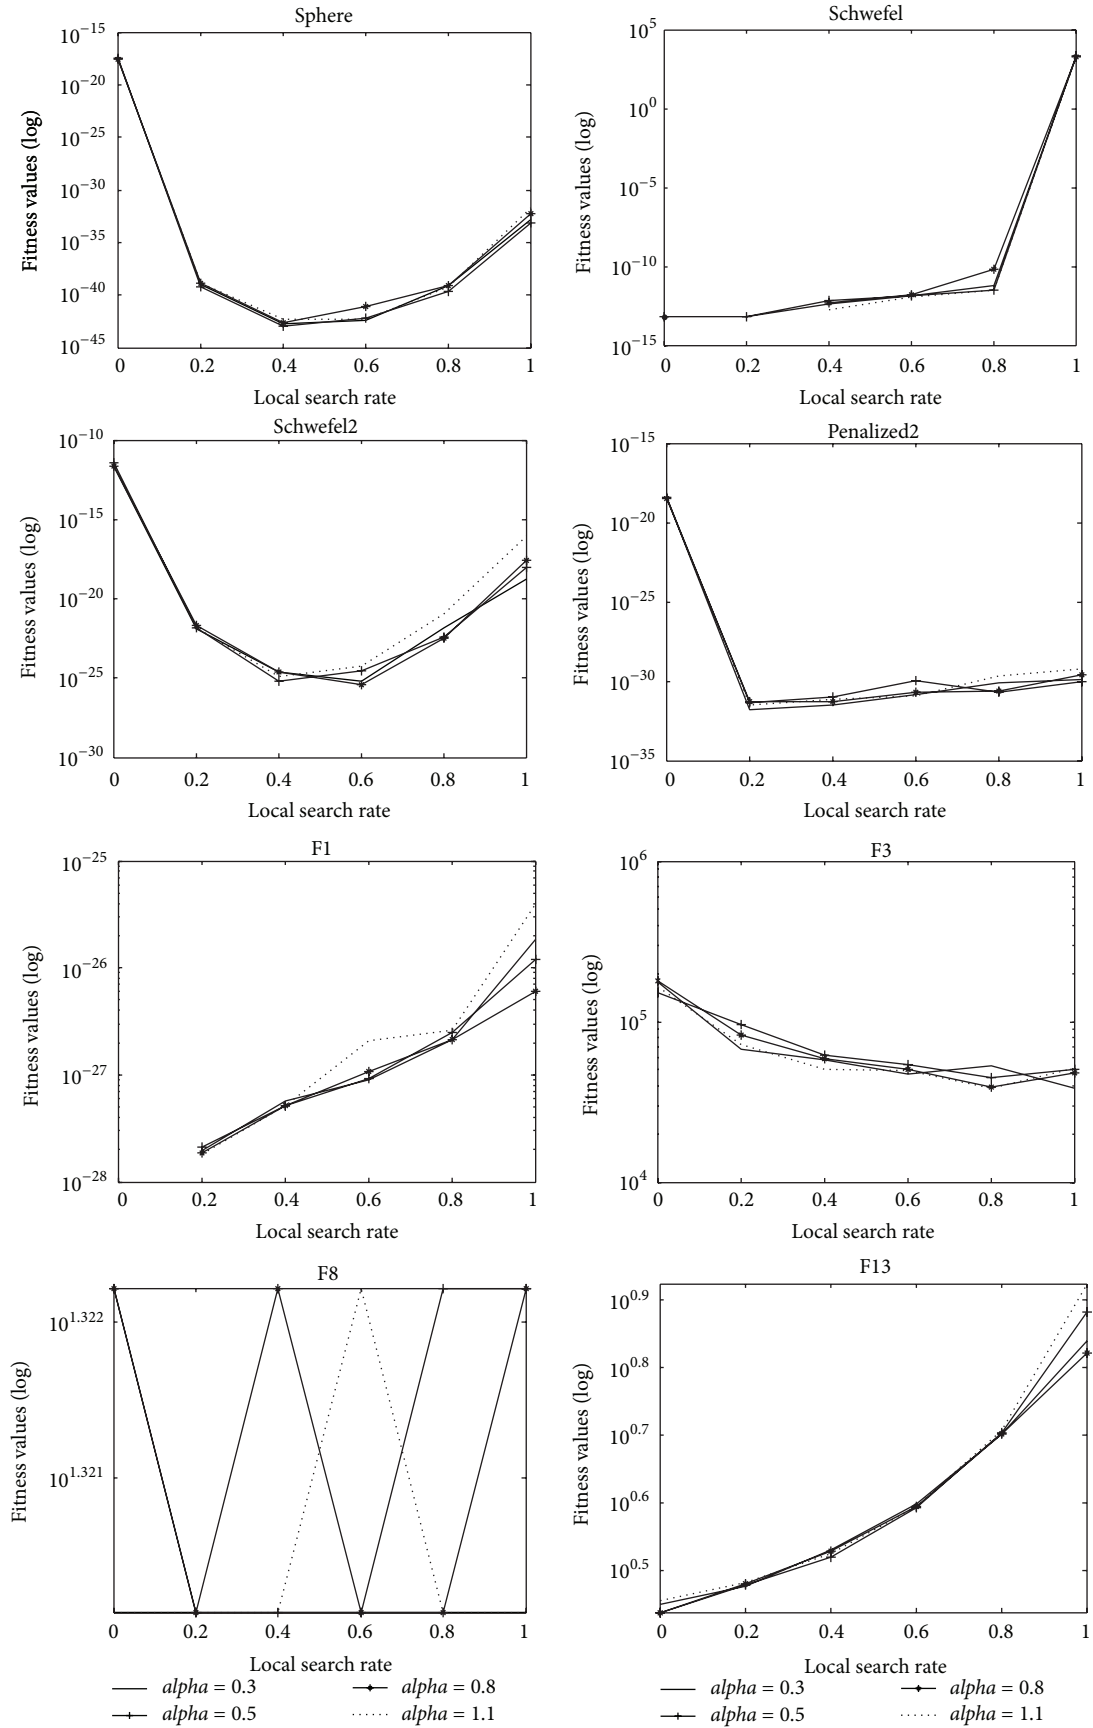 Sphere
Fitness values (log)
10^−15
10^−20
10^−25
10^−30
10^−35
10^−40
10^−45
0 0.2 0.4 0.6 0.8 1
Local search rate
Schwefel
Fitness values (log)
10^5
10^0
10^−5
10^−10
10^−15
0 0.2 0.4 0.6 0.8 1
Local search rate
Schwefel2
Fitness values (log)
10^−10
10^−15
10^−20
10^−25
10^−30
0 0.2 0.4 0.6 0.8 1
Local search rate
Penalized2
Fitness values (log)
10^−15
10^−20
10^−25
10^−30
10^−35
0 0.2 0.4 0.6 0.8 1
Local search rate
F1
Fitness values (log)
10^−25
10^−26
10^−27
10^−28
0 0.2 0.4 0.6 0.8 1
Local search rate
F3
Fitness values (log)
10^6
10^5
10^4
0 0.2 0.4 0.6 0.8 1
Local search rate
F8
Fitness values (log)
10^1.322
10^1.321
0 0.2 0.4 0.6 0.8 1
Local search rate
alpha = 0.3
alpha = 0.5
alpha = 0.8
alpha = 1.1
F13
Fitness values (log)
10^0.9
10^0.8
10^0.7
10^0.6
10^0.5
0 0.2 0.4 0.6 0.8 1
Local search rate
alpha = 0.3
alpha = 0.5
alpha = 0.8
alpha = 1.1